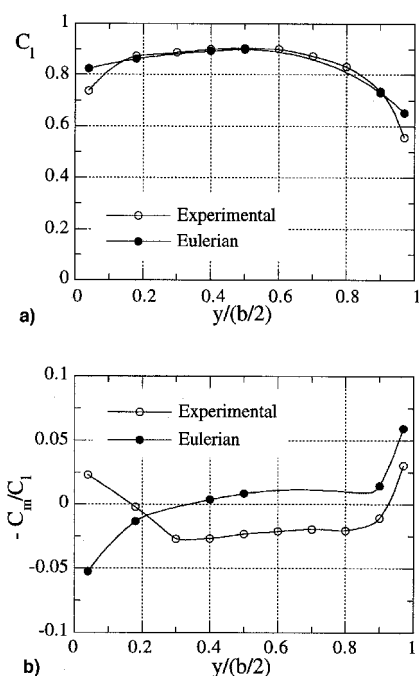 C_l
1
0.8
0.6
0.4
0.2
0
Experimental
Eulerian
0 0.2 0.4 0.6 0.8 1
y/(b/2)
a)
- C_m/C_l
0.1
0.05
0
-0.05
-0.1
Experimental
Eulerian
0 0.2 0.4 0.6 0.8 1
y/(b/2)
b)